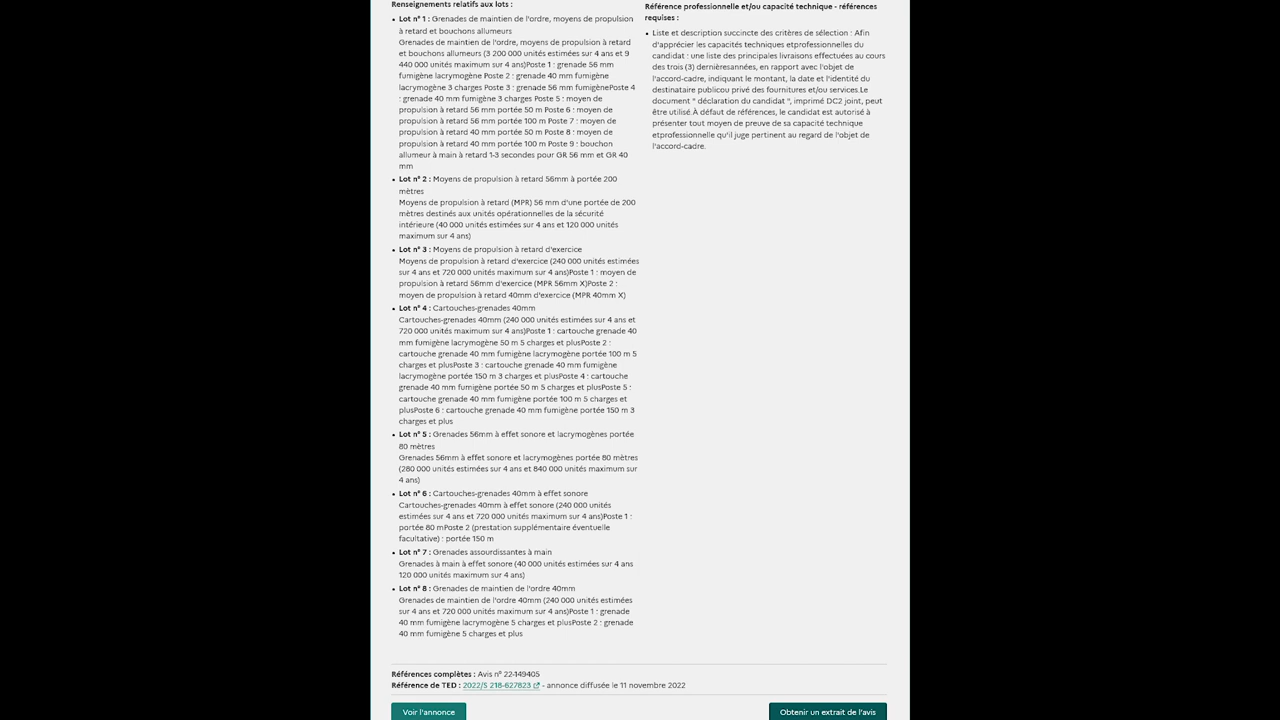 Renseignements relatifs aux lots :
• Lot n° 1 : Grenades de maintien de l'ordre, moyens de propulsion
à retard et bouchons allumeurs
Grenades de maintien de l'ordre, moyens de propulsion à retard
et bouchons allumeurs (3 200 000 unités estimées sur 4 ans et 9
440 000 unités maximum sur 4 ans)Poste 1 : grenade 56 mm
fumigène lacrymogène Poste 2 : grenade 40 mm fumigène
lacrymogène 3 charges Poste 3 : grenade 56 mm fumigènePoste 4
: grenade 40 mm fumigène 3 charges Poste 5 : moyen de
propulsion à retard 56 mm portée 50 m Poste 6 : moyen de
propulsion à retard 56 mm portée 100 m Poste 7 : moyen de
propulsion à retard 40 mm portée 50 m Poste 8 : moyen de
propulsion à retard 40 mm portée 100 m Poste 9 : bouchon
allumeur à main à retard 1-3 secondes pour GR 56 mm et GR 40
mm
• Lot n° 2 : Moyens de propulsion à retard 56mm à portée 200
mètres
Moyens de propulsion à retard (MPR) 56 mm d'une portée de 200
mètres destinés aux unités opérationnelles de la sécurité
intérieure (40 000 unités estimées sur 4 ans et 120 000 unités
maximum sur 4 ans)
• Lot n° 3 : Moyens de propulsion à retard d'exercice
Moyens de propulsion à retard d'exercice (240 000 unités estimées
sur 4 ans et 720 000 unités maximum sur 4 ans)Poste 1 : moyen de
propulsion à retard 56mm d'exercice (MPR 56mm X)Poste 2 :
moyen de propulsion à retard 40mm d'exercice (MPR 40mm X)
• Lot n° 4 : Cartouches-grenades 40mm
Cartouches-grenades 40mm (240 000 unités estimées sur 4 ans et
720 000 unités maximum sur 4 ans)Poste 1 : cartouche grenade 40
mm fumigène lacrymogène 50 m 5 charges et plusPoste 2 :
cartouche grenade 40 mm fumigène lacrymogène portée 100 m 5
charges et plusPoste 3 : cartouche grenade 40 mm fumigène
lacrymogène portée 150 m 3 charges et plusPoste 4 : cartouche
grenade 40 mm fumigène portée 50 m 5 charges et plusPoste 5 :
cartouche grenade 40 mm fumigène portée 100 m 5 charges et
plusPoste 6 : cartouche grenade 40 mm fumigène portée 150 m 3
charges et plus
• Lot n° 5 : Grenades 56mm à effet sonore et lacrymogènes portée
80 mètres
Grenades 56mm à effet sonore et lacrymogènes portée 80 mètres
(280 000 unités estimées sur 4 ans et 840 000 unités maximum sur
4 ans)
• Lot n° 6 : Cartouches-grenades 40mm à effet sonore
Cartouches-grenades 40mm à effet sonore (240 000 unités
estimées sur 4 ans et 720 000 unités maximum sur 4 ans)Poste 1 :
portée 80 mPoste 2 (prestation supplémentaire éventuelle
facultative) : portée 150 m
• Lot n° 7 : Grenades assourdissantes à main
Grenades à main à effet sonore (40 000 unités estimées sur 4 ans
120 000 unités maximum sur 4 ans)
• Lot n° 8 : Grenades de maintien de l'ordre 40mm
Grenades de maintien de l'ordre 40mm (240 000 unités estimées
sur 4 ans et 720 000 unités maximum sur 4 ans)Poste 1 : grenade
40 mm fumigène lacrymogène 5 charges et plusPoste 2 : grenade
40 mm fumigène 5 charges et plus
Référence professionnelle et/ou capacité technique - références
requises :
• Liste et description succincte des critères de sélection : Afin
d'apprécier les capacités techniques etprofessionnelles du
candidat : une liste des principales livraisons effectuées au cours
des trois (3) dernièresannées, en rapport avec l'objet de
l'accord-cadre, indiquant le montant, la date et l'identité du
destinataire publicou privé des fournitures et/ou services.Le
document " déclaration du candidat ", imprimé DC2 joint, peut
être utilisé.À défaut de références, le candidat est autorisé à
présenter tout moyen de preuve de sa capacité technique
etprofessionnelle qu'il juge pertinent au regard de l'objet de
l'accord-cadre.
Références complètes : Avis n° 22-149405
Référence de TED : 2022/S 218-627823 - annonce diffusée le 11 novembre 2022
Voir l'annonce
Obtenir un extrait de l'avis